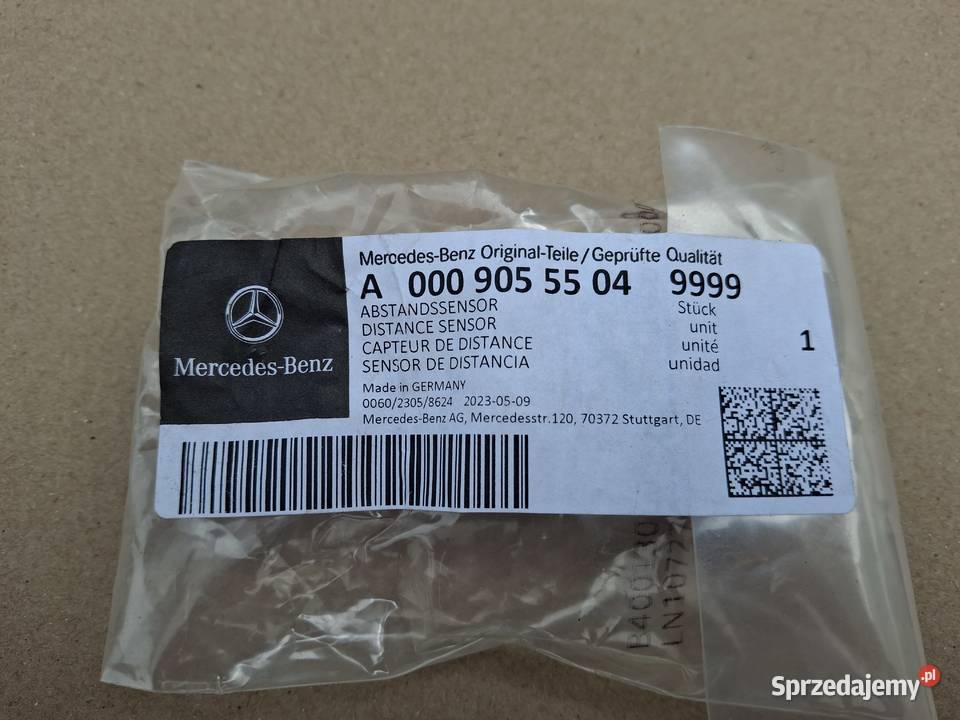 Mercedes-Benz Original-Teile/Geprüfte Qualität
A 000 905 55 04 9999
ABSTANDSSENSOR Stück
DISTANCE SENSOR unit
CAPTEUR DE DISTANCE unité
SENSOR DE DISTANCIA unidad
1
Mercedes-Benz
Made in GERMANY
0060/2305/8624 2023-05-09
Mercedes-Benz AG, Mercedesstr.120, 70372 Stuttgart, DE
Sprzedajemy.pl